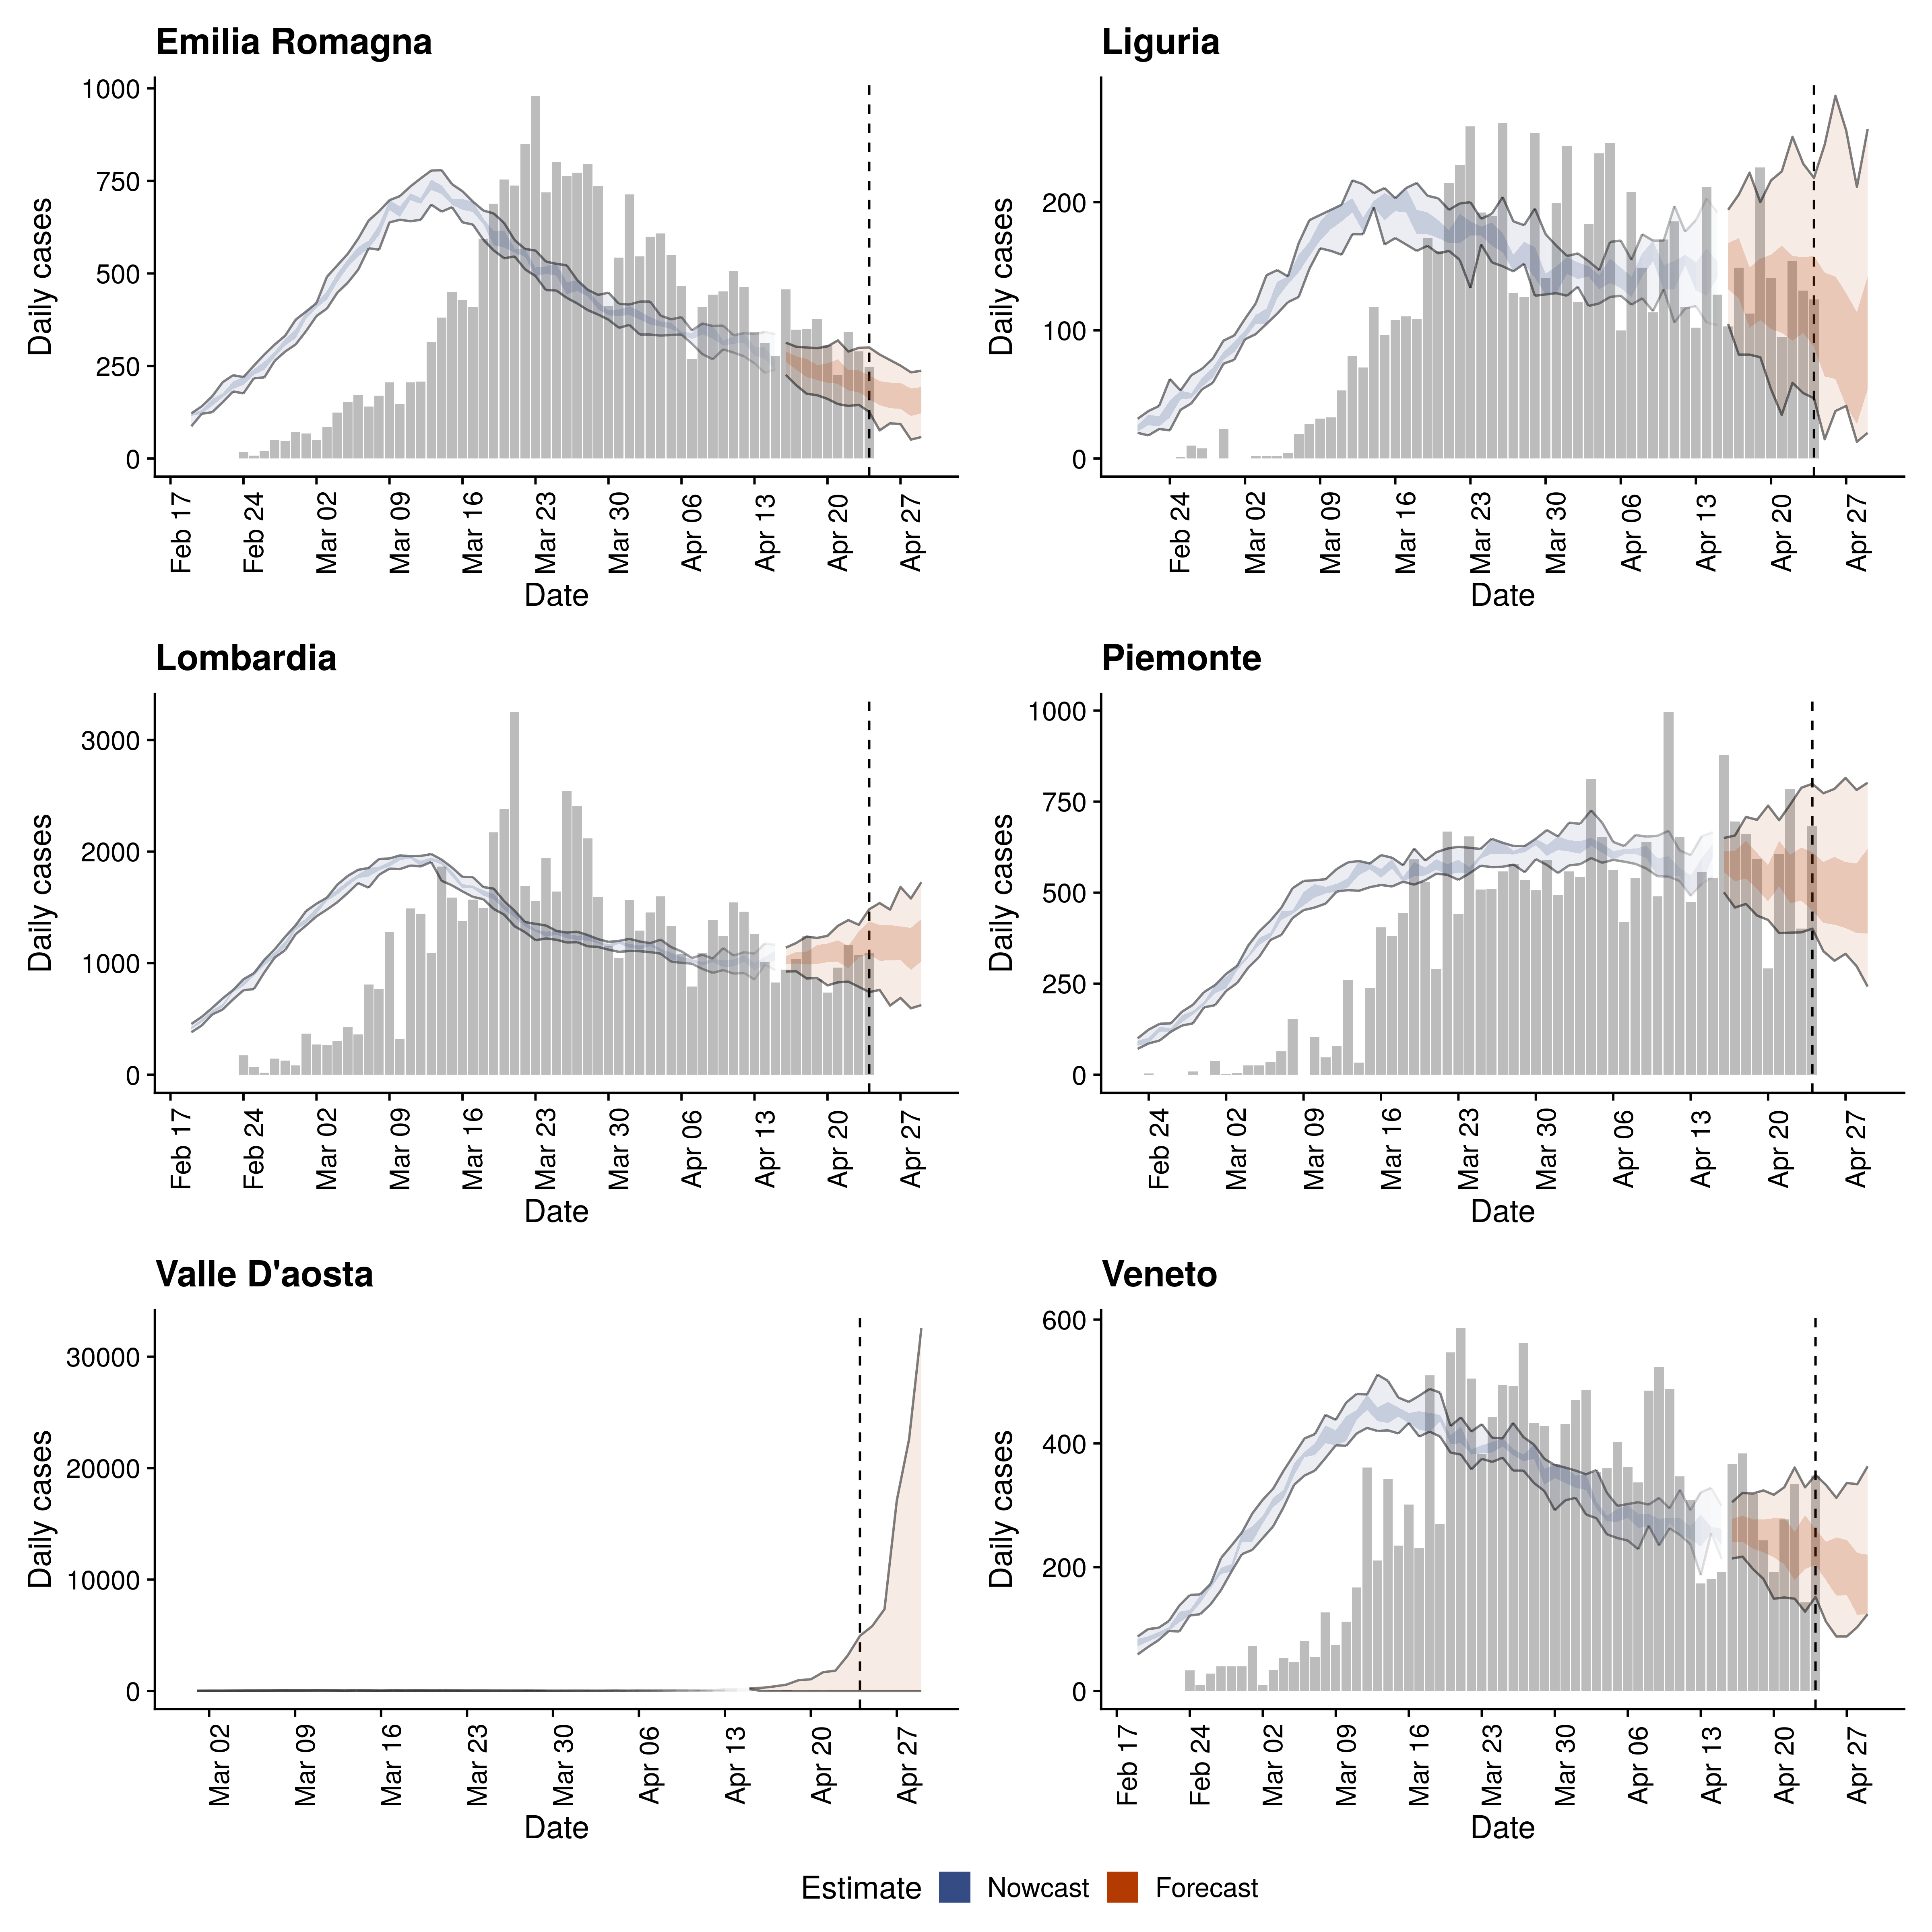 Emilia Romagna
Daily cases
1000
750
500
250
0
Feb 17
Feb 24
Mar 02
Mar 09
Mar 16
Mar 23
Mar 30
Apr 06
Apr 13
Apr 20
Apr 27
Date
Liguria
Daily cases
200
100
0
Feb 24
Mar 02
Mar 09
Mar 16
Mar 23
Mar 30
Apr 06
Apr 13
Apr 20
Apr 27
Date
Lombardia
Daily cases
3000
2000
1000
0
Feb 17
Feb 24
Mar 02
Mar 09
Mar 16
Mar 23
Mar 30
Apr 06
Apr 13
Apr 20
Apr 27
Date
Piemonte
Daily cases
1000
750
500
250
0
Feb 24
Mar 02
Mar 09
Mar 16
Mar 23
Mar 30
Apr 06
Apr 13
Apr 20
Apr 27
Date
Valle D'aosta
Daily cases
30000
20000
10000
0
Mar 02
Mar 09
Mar 16
Mar 23
Mar 30
Apr 06
Apr 13
Apr 20
Apr 27
Date
Veneto
Daily cases
600
400
200
0
Feb 17
Feb 24
Mar 02
Mar 09
Mar 16
Mar 23
Mar 30
Apr 06
Apr 13
Apr 20
Apr 27
Date
Estimate Nowcast Forecast